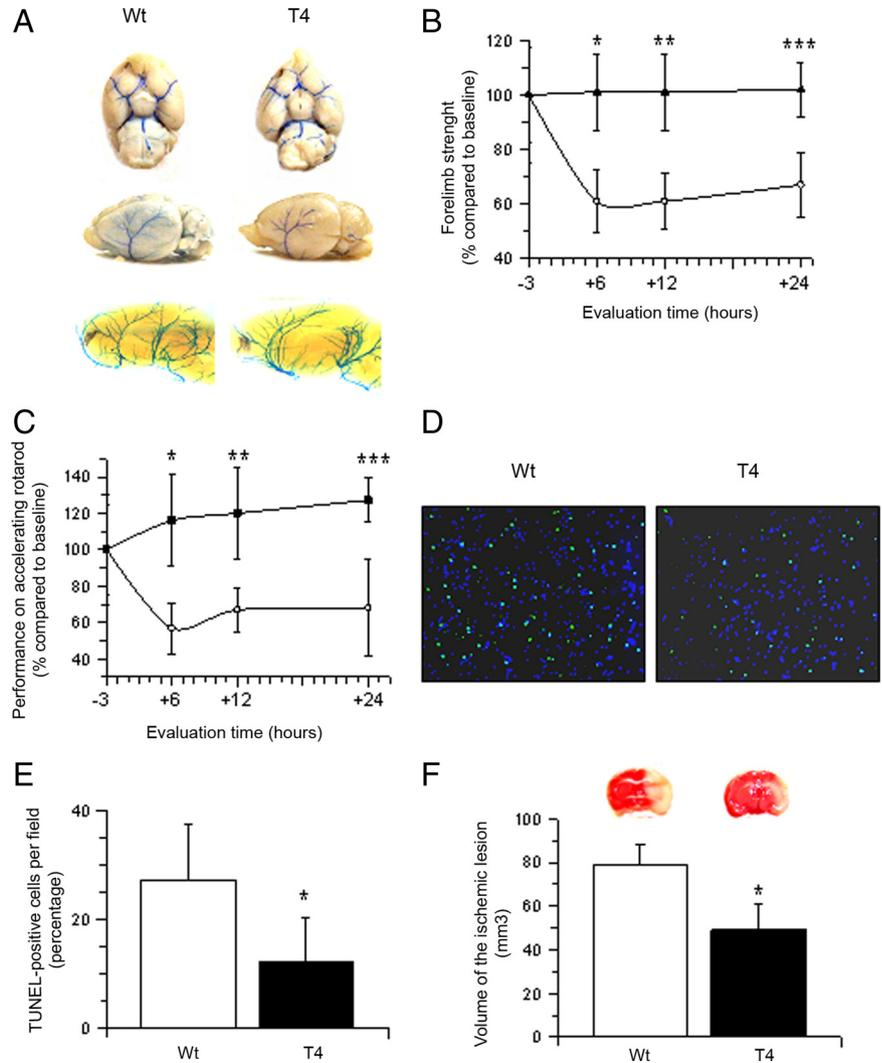 A
Wt T4
B
Forelimb strenght
(% compared to baseline)
120
100
80
60
40
* ** ***
-3 +6 +12 +24
Evaluation time (hours)
C
Performance on accelerating rotarod
(% compared to baseline)
140
120
100
80
60
40
* ** ***
-3 +6 +12 +24
Evaluation time (hours)
D
Wt T4
E
TUNEL-positive cells per field
(percentage)
40
20
0
*
Wt T4
F
Volume of the ischemic lesion
(mm3)
100
80
60
40
20
0
*
Wt T4